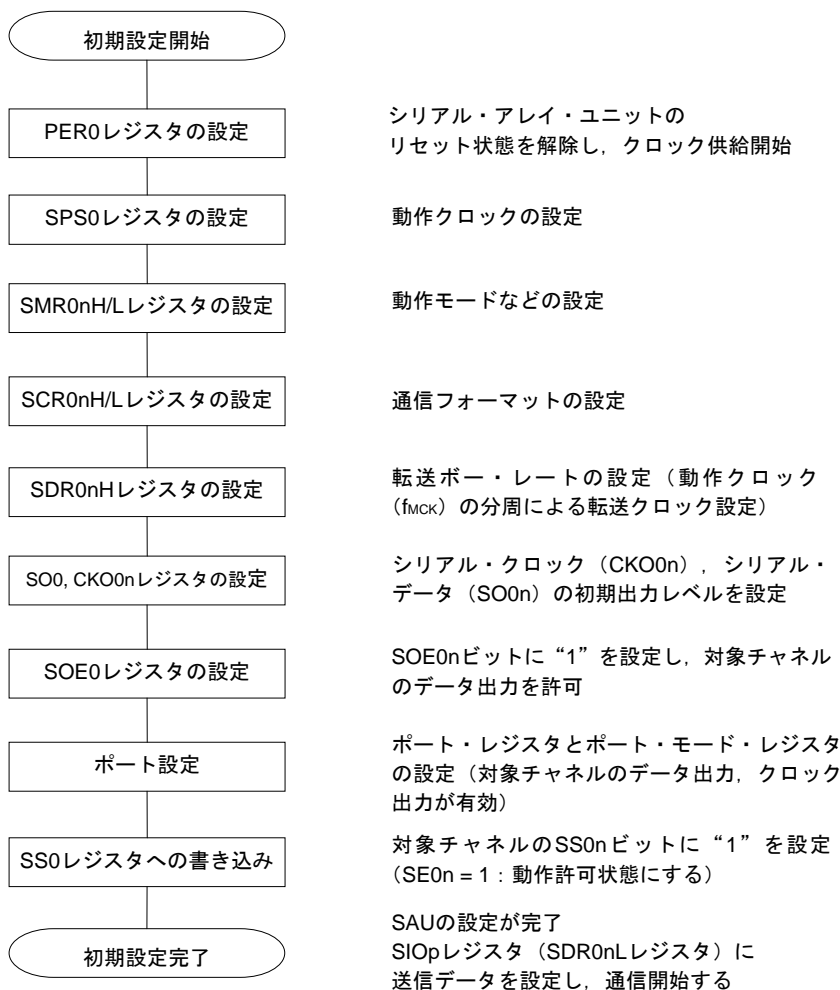 初期設定開始
PER0レジスタの設定
シリアル・アレイ・ユニットの
リセット状態を解除し，クロック供給開始
SPS0レジスタの設定
動作クロックの設定
SMR0nH/Lレジスタの設定
動作モードなどの設定
SCR0nH/Lレジスタの設定
通信フォーマットの設定
SDR0nHレジスタの設定
転送ボー・レートの設定（動作クロック
（fMCK）の分周による転送クロック設定）
SO0, CKO0nレジスタの設定
シリアル・クロック（CKO0n），シリアル・
データ（SO0n）の初期出力レベルを設定
SOE0レジスタの設定
SOE0nビットに“1”を設定し，対象チャネル
のデータ出力を許可
ポート設定
ポート・レジスタとポート・モード・レジスタ
の設定（対象チャネルのデータ出力，クロック
出力が有効）
SS0レジスタへの書き込み
対象チャネルのSS0nビットに“1”を設定
（SE0n = 1：動作許可状態にする）
初期設定完了
SAUの設定が完了
SIOpレジスタ（SDR0nLレジスタ）に
送信データを設定し，通信開始する